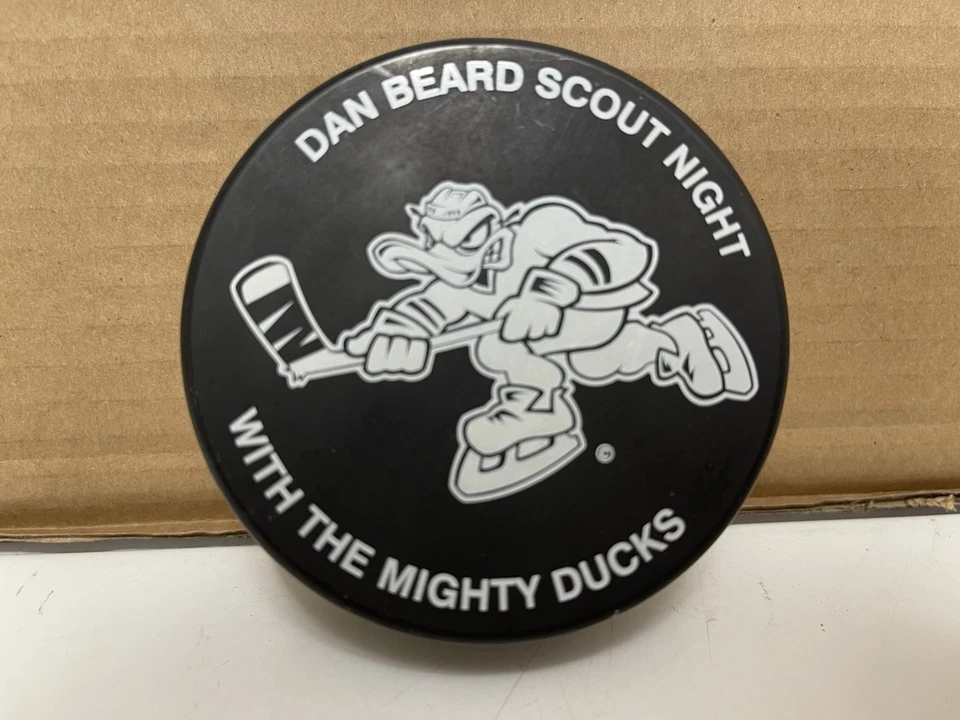 DAN BEARD SCOUT NIGHT
WITH THE MIGHTY DUCKS